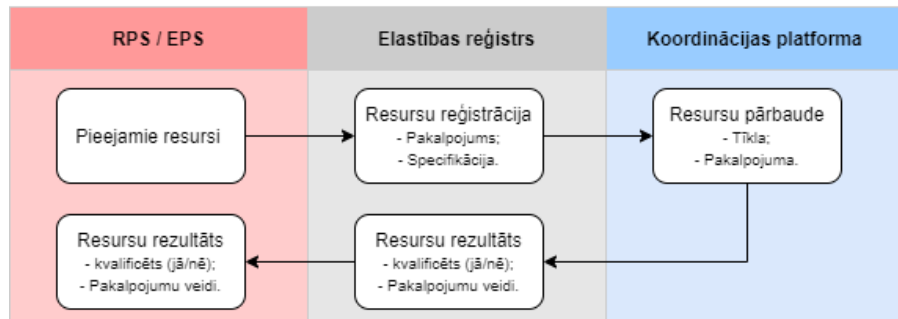 RPS / EPS
Elastības reģistrs
Koordinācijas platforma
Pieejamie resursi
Resursu reģistrācija
- Pakalpojums;
- Specifikācija.
Resursu pārbaude
- Tīkla;
- Pakalpojuma.
Resursu rezultāts
- kvalificēts (jā/nē);
- Pakalpojumu veidi.
Resursu rezultāts
- kvalificēts (jā/nē);
- Pakalpojumu veidi.